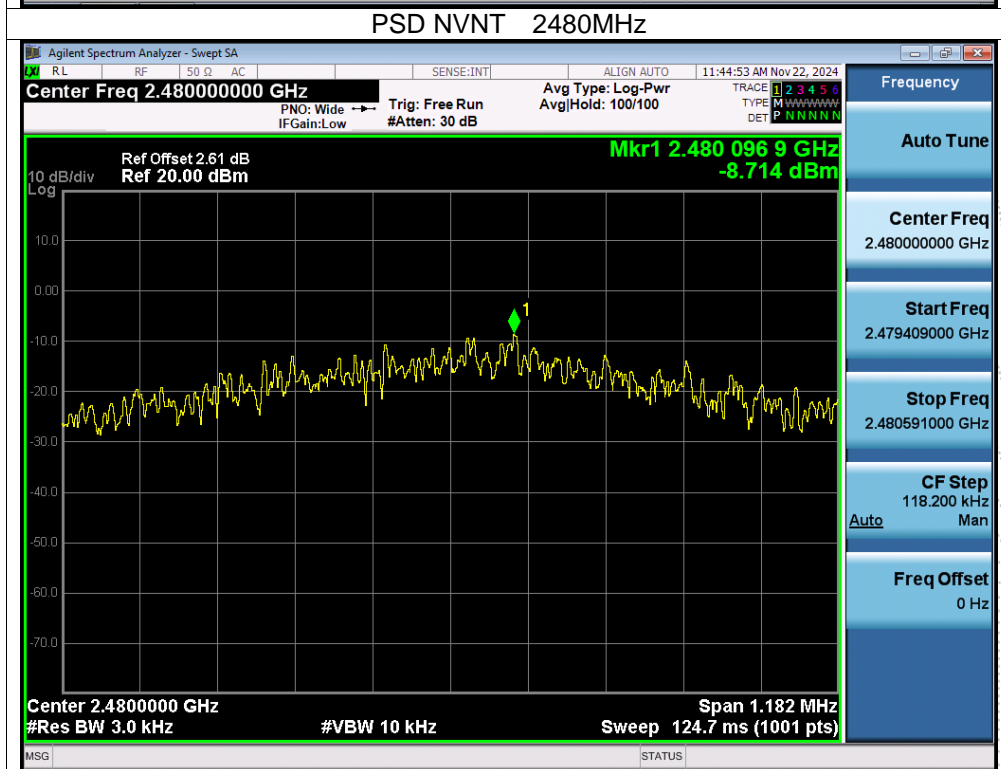 PSD NVNT 2480MHz
Agilent Spectrum Analyzer - Swept SA
LXI RL RF 50 Ω AC SENSE:INT ALIGN AUTO 11:44:53 AM Nov 22, 2024
Center Freq 2.480000000 GHz
PNO: Wide
IFGain:Low
Trig: Free Run
#Atten: 30 dB
Avg Type: Log-Pwr
Avg|Hold: 100/100
TRACE 1 2 3 4 5 6
TYPE M WWWWW
DET P N N N N N
Ref Offset 2.61 dB
10 dB/div Ref 20.00 dBm
Log
Mkr1 2.480 096 9 GHz
-8.714 dBm
10.0
0.00
1
-10.0
-20.0
-30.0
-40.0
-50.0
-60.0
-70.0
Center 2.4800000 GHz Span 1.182 MHz
#Res BW 3.0 kHz #VBW 10 kHz Sweep 124.7 ms (1001 pts)
MSG STATUS
Frequency
Auto Tune
Center Freq
2.480000000 GHz
Start Freq
2.479409000 GHz
Stop Freq
2.480591000 GHz
CF Step
118.200 kHz
Auto Man
Freq Offset
0 Hz